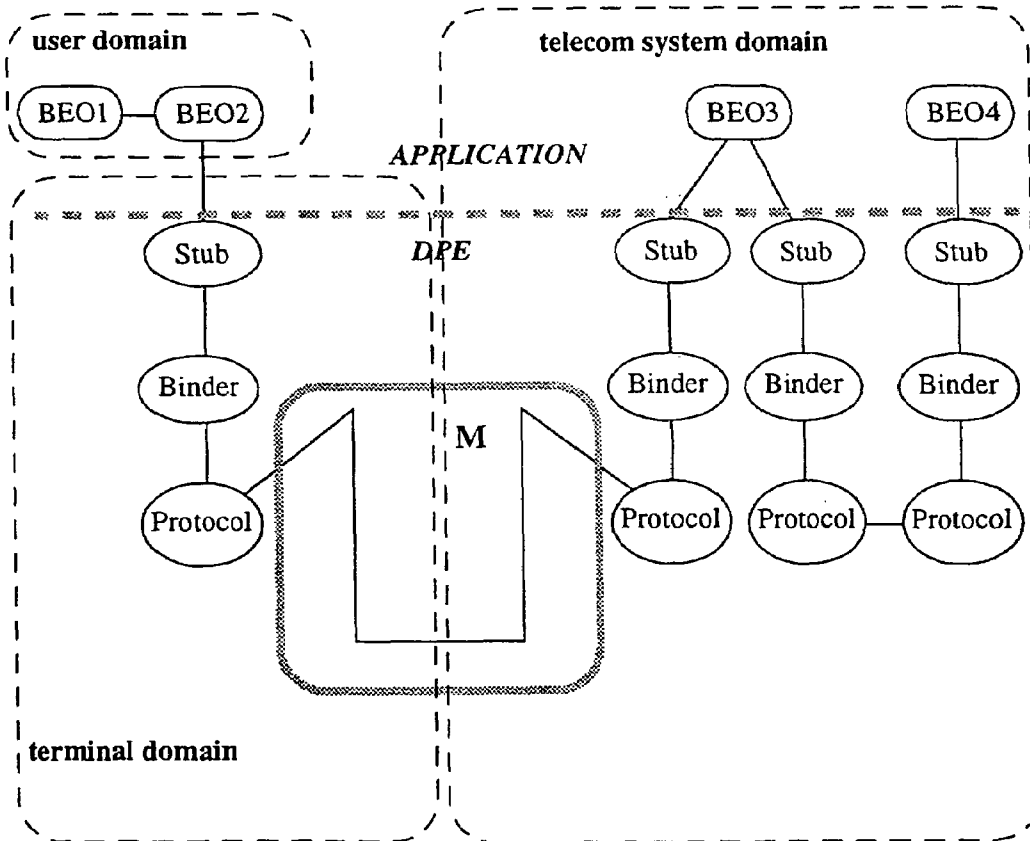 user domain
telecom system domain
BEO1
BEO2
BEO3
BEO4
APPLICATION
DPE
Stub
Stub
Stub
Stub
Binder
Binder
Binder
Binder
M
Protocol
Protocol
Protocol
Protocol
terminal domain